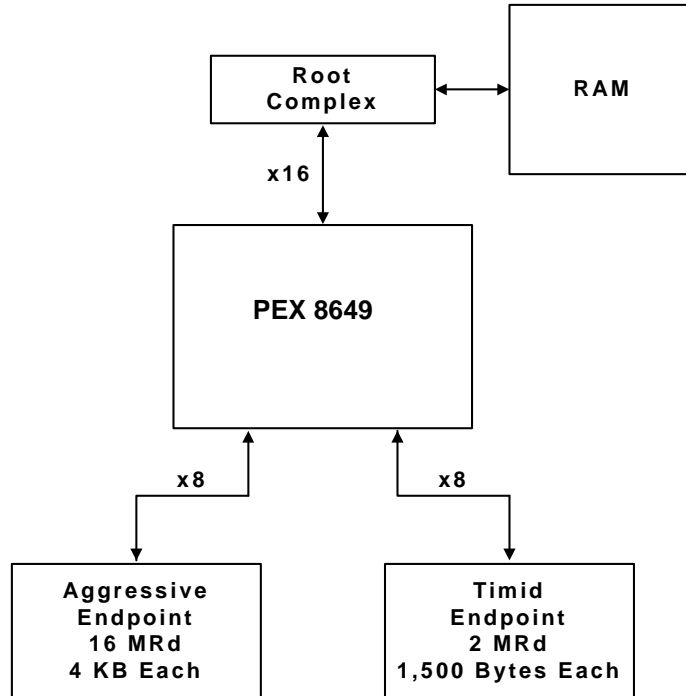 Root
Complex
RAM
x16
PEX 8649
x8
x8
Aggressive
Endpoint
16 MRd
4 KB Each
Timid
Endpoint
2 MRd
1,500 Bytes Each